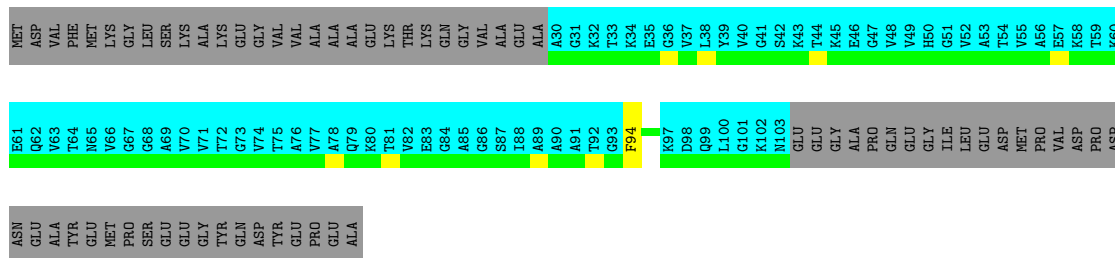 MET ASP VAL PHE MET LYS GLY LEU SER LYS ALA LYS GLU GLY VAL VAL ALA ALA ALA GLU LYS THR LYS GLN GLY VAL ALA GLU ALA A30 G31 K32 T33 K34 E35 G36 V37 L38 Y39 V40 G41 S42 K43 T44 K45 E46 G47 V48 V49 H50 G51 V52 A53 T54 V55 A56 E57 K58 T59 K60
E61 Q62 V63 T64 N65 V66 G67 G68 A69 V70 V71 T72 G73 V74 T75 A76 V77 A78 Q79 K80 T81 V82 E83 G84 A85 G86 S87 I88 A89 A90 A91 T92 G93 F94 K97 D98 Q99 L100 G101 K102 N103 GLU GLU GLY ALA PRO GLN GLU GLY ILE LEU GLU ASP MET PRO VAL ASP PRO ASP
ASN GLU ALA TYR GLU MET PRO SER GLU GLU GLY TYR GLN ASP TYR GLU PRO GLU ALA